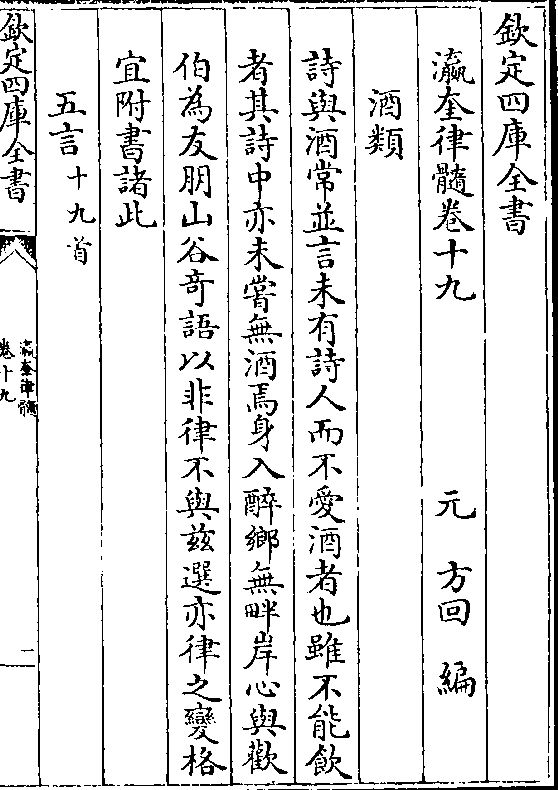 欽定四庫全書
瀛奎律髓卷十九　元　方回　編
酒類
詩與酒常並言未有詩人而不愛酒者也雖不能飲
者其詩中亦未嘗無酒焉身入醉鄉無畔岸心與歡
伯為友朋山谷竒語以非律不與兹選亦律之變格
宜附書諸此
五言十九首
欽定四庫全書
瀛奎律髓
卷十九
一